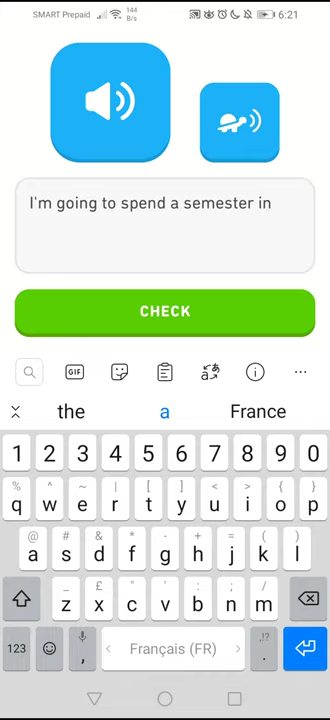 SMART Prepaid 144 B/s 6:21
I'm going to spend a semester in
CHECK
GIF
the a France
1 2 3 4 5 6 7 8 9 0
% ^ ~ | [ ] < > { }
q w e r t y u i o p
@ # & * - + = ( )
a s d f g h j k l
_ £ " ' : ; /
z x c v b n m
123 , Français (FR) ,!? .